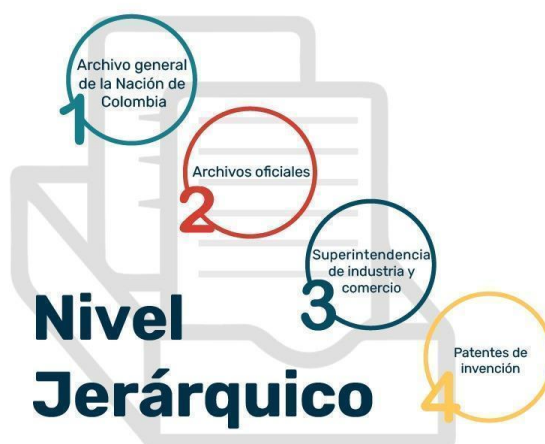 Archivo general
de la Nación de
Colombia
1
Archivos oficiales
2
Superintendencia
de industria y
comercio
3
Patentes de
invención
4
Nivel
Jerárquico